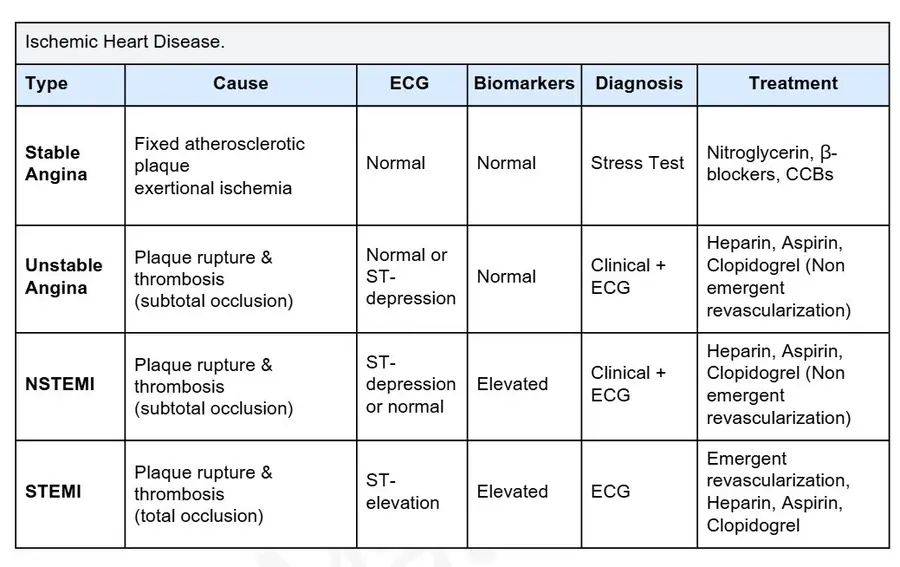 Ischemic Heart Disease.
Type
Cause
ECG
Biomarkers
Diagnosis
Treatment
Stable
Angina
Fixed atherosclerotic
plaque
exertional ischemia
Normal
Normal
Stress Test
Nitroglycerin, β-
blockers, CCBs
Unstable
Angina
Plaque rupture &
thrombosis
(subtotal occlusion)
Normal or
ST-
depression
Normal
Clinical +
ECG
Heparin, Aspirin,
Clopidogrel (Non
emergent
revascularization)
NSTEMI
Plaque rupture &
thrombosis
(subtotal occlusion)
ST-
depression
or normal
Elevated
Clinical +
ECG
Heparin, Aspirin,
Clopidogrel (Non
emergent
revascularization)
STEMI
Plaque rupture &
thrombosis
(total occlusion)
ST-
elevation
Elevated
ECG
Emergent
revascularization,
Heparin, Aspirin,
Clopidogrel